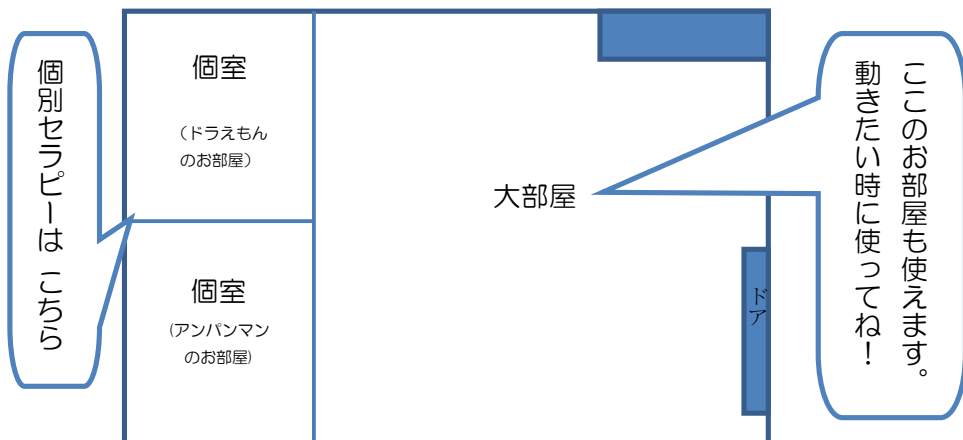 個別セラピーは こちら
個室
（ドラえもん
のお部屋）
個室
(アンパンマン
のお部屋)
大部屋
ドア
ここのお部屋も使えます。
動きたい時に使ってね！